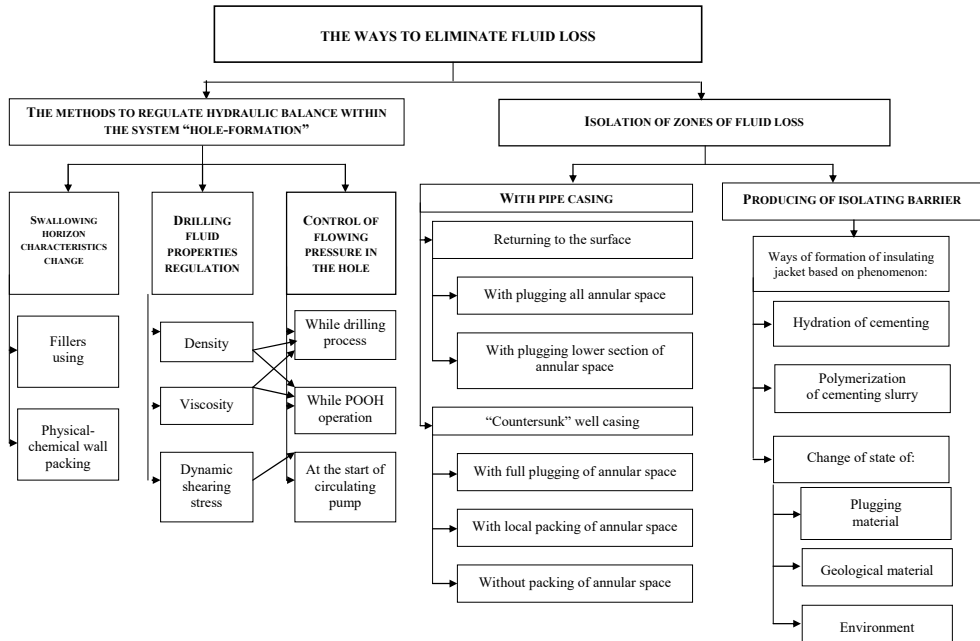 THE WAYS TO ELIMINATE FLUID LOSS
THE METHODS TO REGULATE HYDRAULIC BALANCE WITHIN
THE SYSTEM “HOLE-FORMATION”
ISOLATION OF ZONES OF FLUID LOSS
SWALLOWING
HORIZON
CHARACTERISTICS
CHANGE
DRILLING
FLUID
PROPERTIES
REGULATION
CONTROL OF
FLOWING
PRESSURE IN
THE HOLE
WITH PIPE CASING
PRODUCING OF ISOLATING BARRIER
Fillers
using
Physical-
chemical wall
packing
Density
Viscosity
Dynamic
shearing
stress
While drilling
process
While POOH
operation
At the start of
circulating
pump
Returning to the surface
With plugging all annular space
With plugging lower section of
annular space
“Countersunk” well casing
With full plugging of annular space
With local packing of annular space
Without packing of annular space
Ways of formation of insulating
jacket based on phenomenon:
Hydration of cementing
Polymerization
of cementing slurry
Change of state of:
Plugging
material
Geological material
Environment